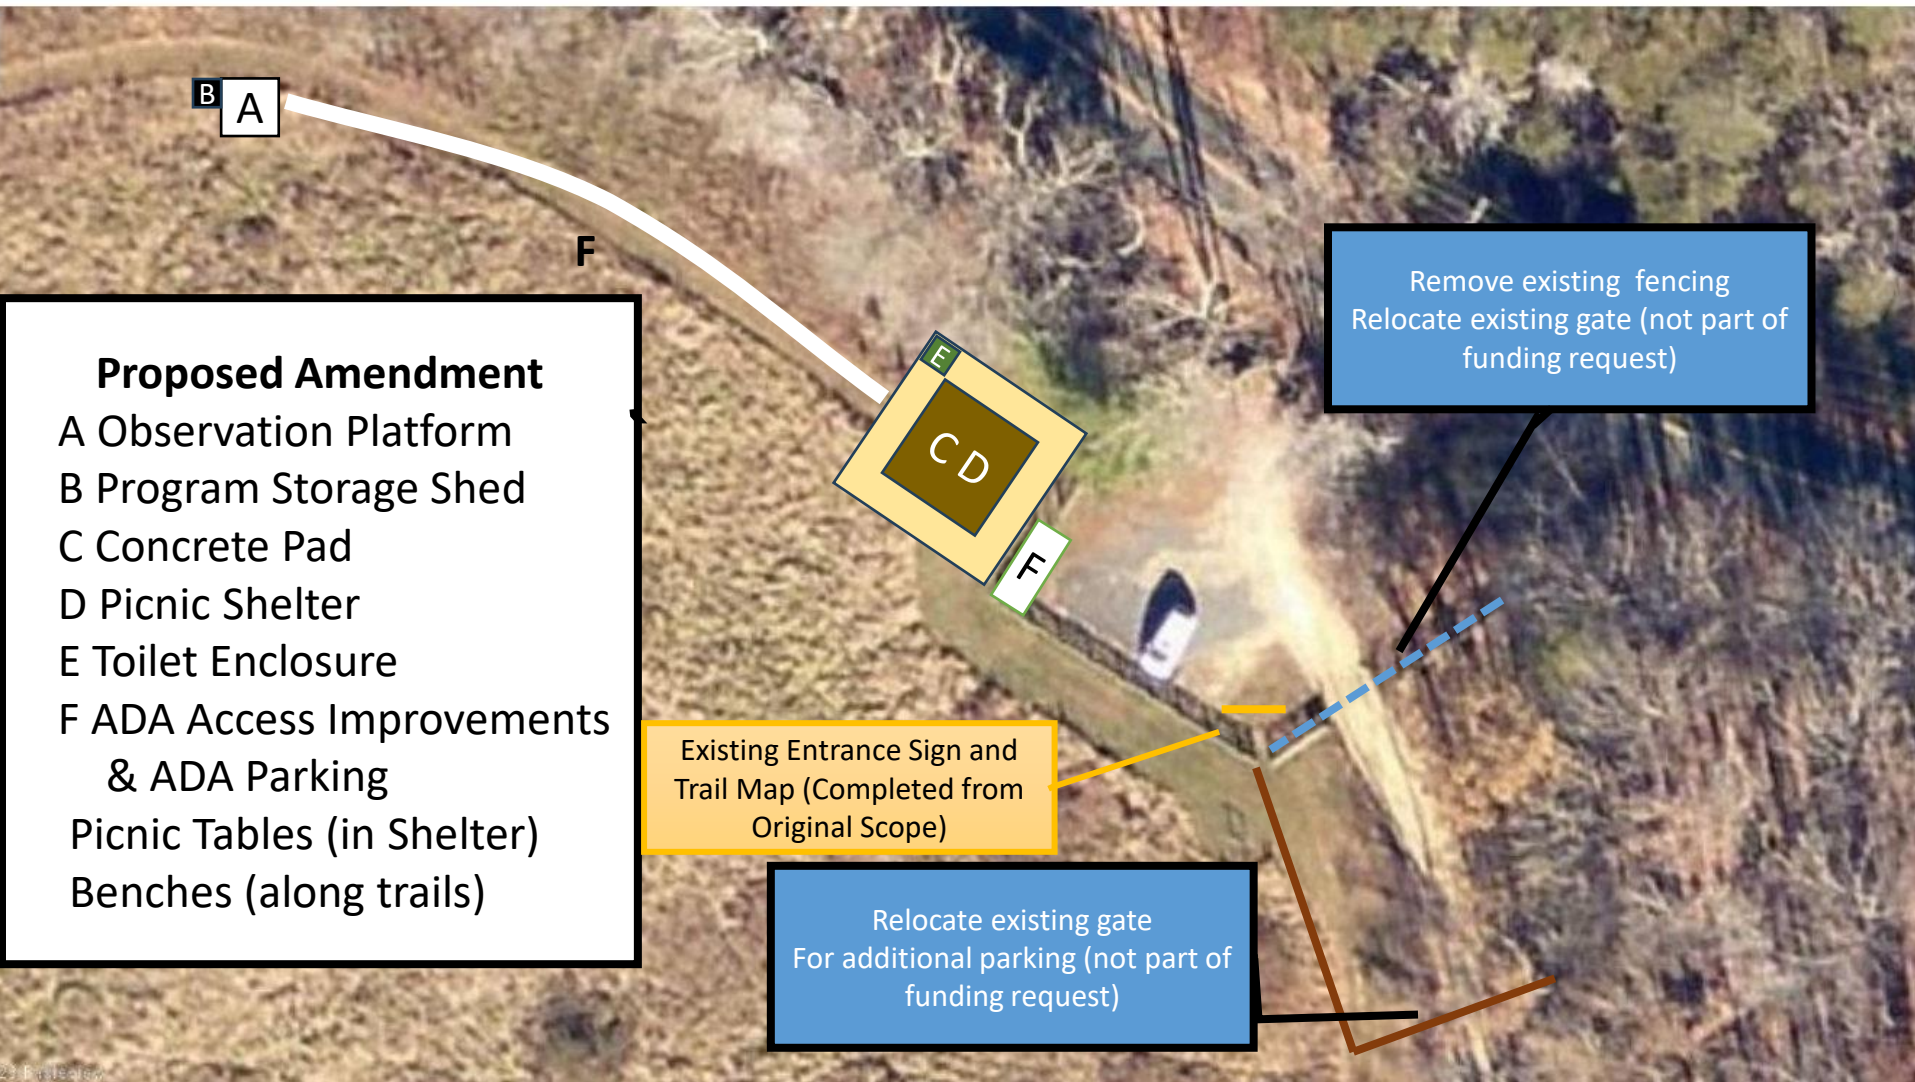 B
A
F
Proposed Amendment
A Observation Platform
B Program Storage Shed
C Concrete Pad
D Picnic Shelter
E Toilet Enclosure
F ADA Access Improvements
& ADA Parking
Picnic Tables (in Shelter)
Benches (along trails)
E
C D
F
Remove existing fencing
Relocate existing gate (not part of
funding request)
Existing Entrance Sign and
Trail Map (Completed from
Original Scope)
Relocate existing gate
For additional parking (not part of
funding request)